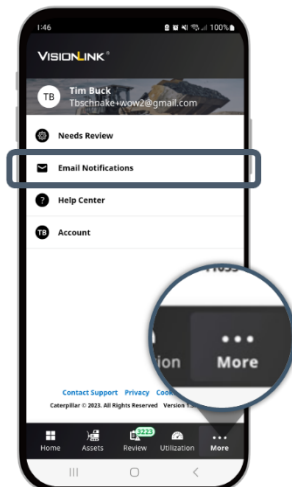 1:46
100%
VISIONLINK®
TB
Tim Buck
Tbschnake+wow2@gmail.com
Needs Review
Email Notifications
? Help Center
TB Account
ion
More
Contact Support Privacy
Caterpillar © 2023. All Rights Reserved Version
3223
Home Assets Review Utilization More